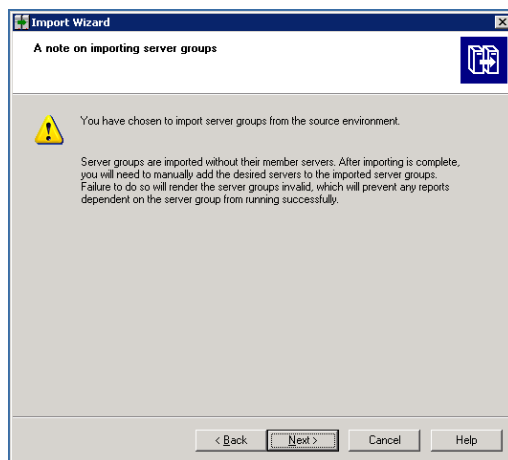 Import Wizard
A note on importing server groups
You have chosen to import server groups from the source environment.
Server groups are imported without their member servers. After importing is complete,
you will need to manually add the desired servers to the imported server groups.
Failure to do so will render the server groups invalid, which will prevent any reports
dependent on the server group from running successfully.
< Back Next > Cancel Help